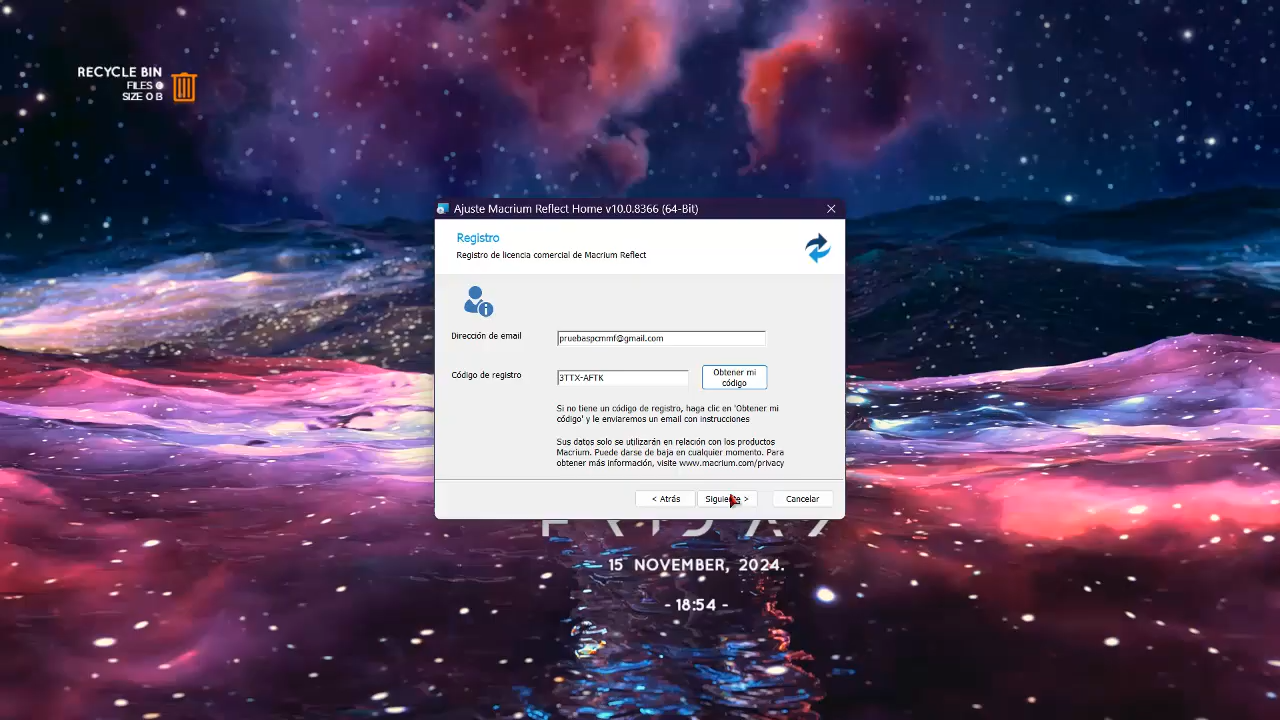 RECYCLE BIN
FILES 0
SIZE 0 B
Ajuste Macrium Reflect Home v10.0.8366 (64-Bit)
Registro
Registro de licencia comercial de Macrium Reflect
Dirección de email
pruebaspcmmf@gmail.com
Código de registro
3TTX-AFTK
Obtener mi
código
Si no tiene un código de registro, haga clic en 'Obtener mi
código' y le enviaremos un email con instrucciones
Sus datos solo se utilizarán en relación con los productos
Macrium. Puede darse de baja en cualquier momento. Para
obtener más información, visite www.macrium.com/privacy
< Atrás
Siguiente >
Cancelar
FRIDAY
15 NOVEMBER, 2024.
- 18:54 -